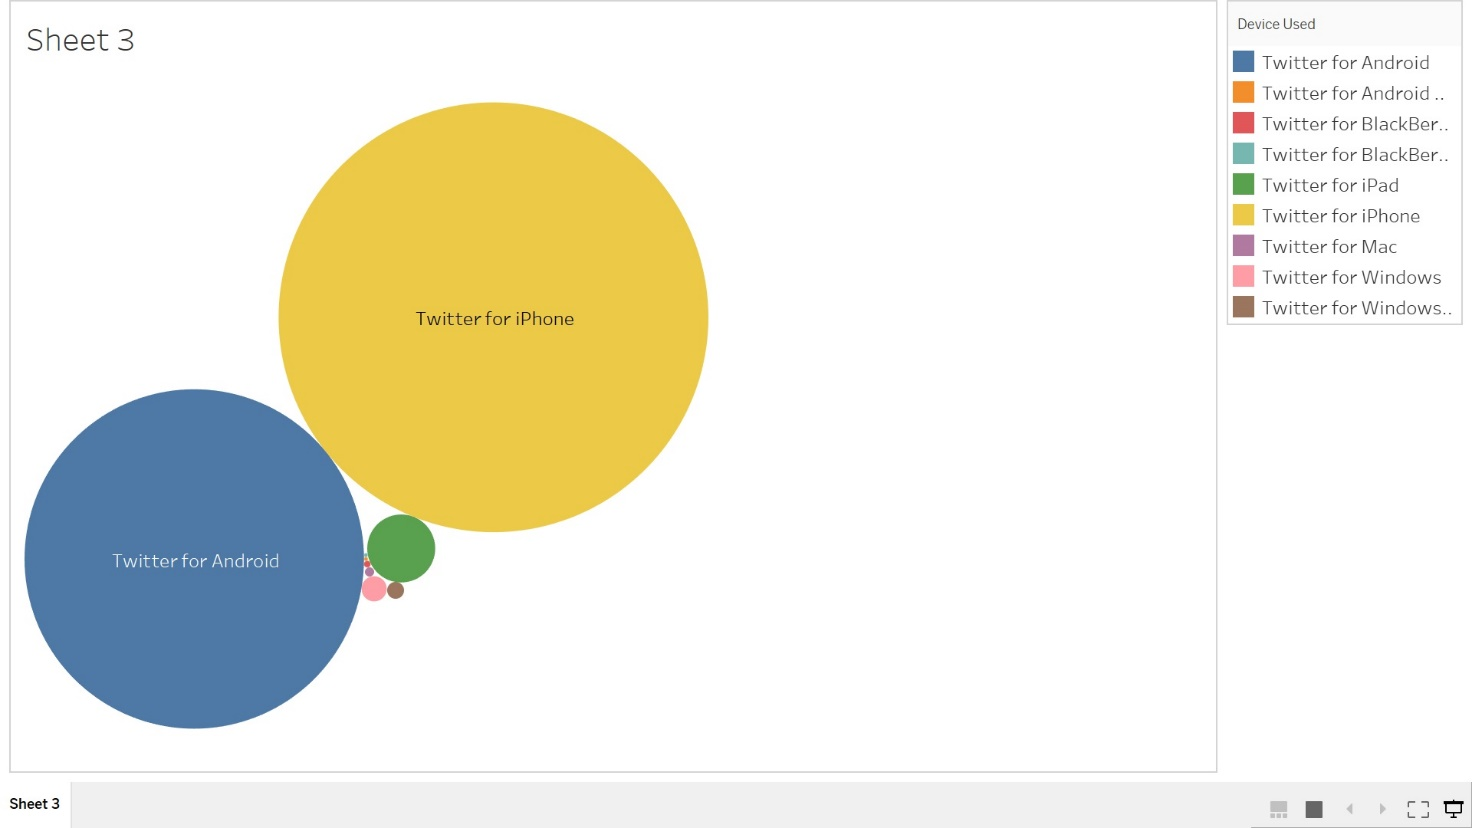 Sheet 3
Device Used
Twitter for Android
Twitter for Android ..
Twitter for BlackBer..
Twitter for BlackBer..
Twitter for iPad
Twitter for iPhone
Twitter for Mac
Twitter for Windows
Twitter for Windows..
Twitter for iPhone
Twitter for Android
Sheet 3